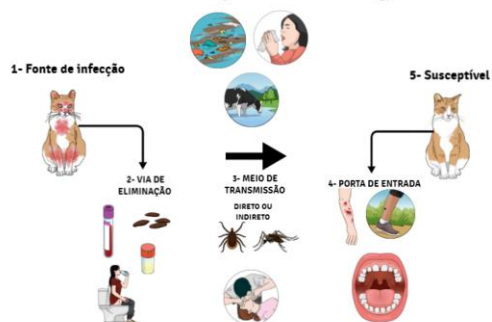 1- Fonte de infecção
5- Susceptível
2- VIA DE
ELIMINAÇÃO
3- MEIO DE
TRANSMISSÃO
DIRETO OU
INDIRETO
4- PORTA DE ENTRADA